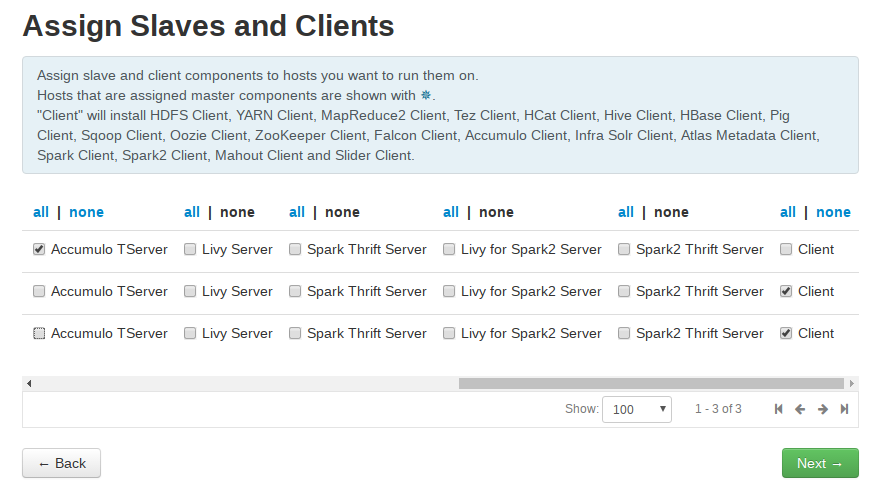 Assign Slaves and Clients
Assign slave and client components to hosts you want to run them on.
Hosts that are assigned master components are shown with ✵.
"Client" will install HDFS Client, YARN Client, MapReduce2 Client, Tez Client, HCat Client, Hive Client, HBase Client, Pig
Client, Sqoop Client, Oozie Client, ZooKeeper Client, Falcon Client, Accumulo Client, Infra Solr Client, Atlas Metadata Client,
Spark Client, Spark2 Client, Mahout Client and Slider Client.
all | none all | none all | none all | none all | none all | none
Accumulo TServer Livy Server Spark Thrift Server Livy for Spark2 Server Spark2 Thrift Server Client
Accumulo TServer Livy Server Spark Thrift Server Livy for Spark2 Server Spark2 Thrift Server Client
Accumulo TServer Livy Server Spark Thrift Server Livy for Spark2 Server Spark2 Thrift Server Client
Show: 100 1 - 3 of 3
← Back Next →